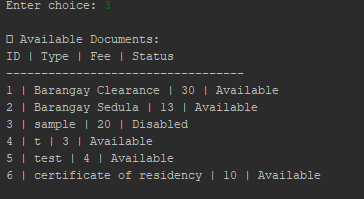 Enter choice: 3
Available Documents:
ID | Type | Fee | Status
----------------------------------
1 | Barangay Clearance | 30 | Available
2 | Barangay Sedula | 13 | Available
3 | sample | 20 | Disabled
4 | t | 3 | Available
5 | test | 4 | Available
6 | certificate of residency | 10 | Available